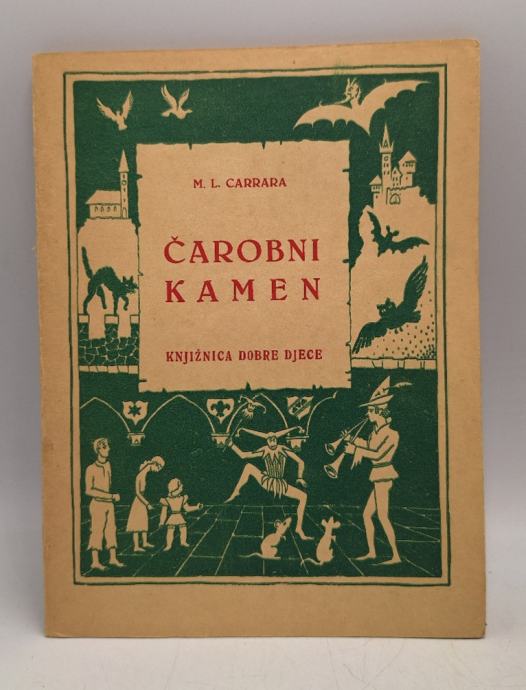 M. L. CARRARA
ČAROBNI
KAMEN
KNJIŽNICA DOBRE DJECE